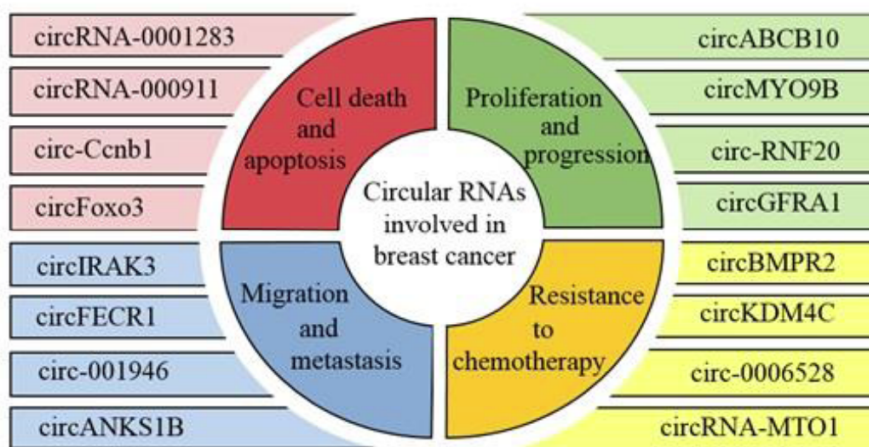 circRNA-0001283
circRNA-000911
circ-Ccnb1
circFoxo3
circIRAK3
circFECR1
circ-001946
circANKS1B
Cell death
and
apoptosis
Proliferation
and
progression
Circular RNAs
involved in
breast cancer
Migration
and
metastasis
Resistance
to
chemotherapy
circABCB10
circMYO9B
circ-RNF20
circGFRA1
circBMPR2
circKDM4C
circ-0006528
circRNA-MTO1